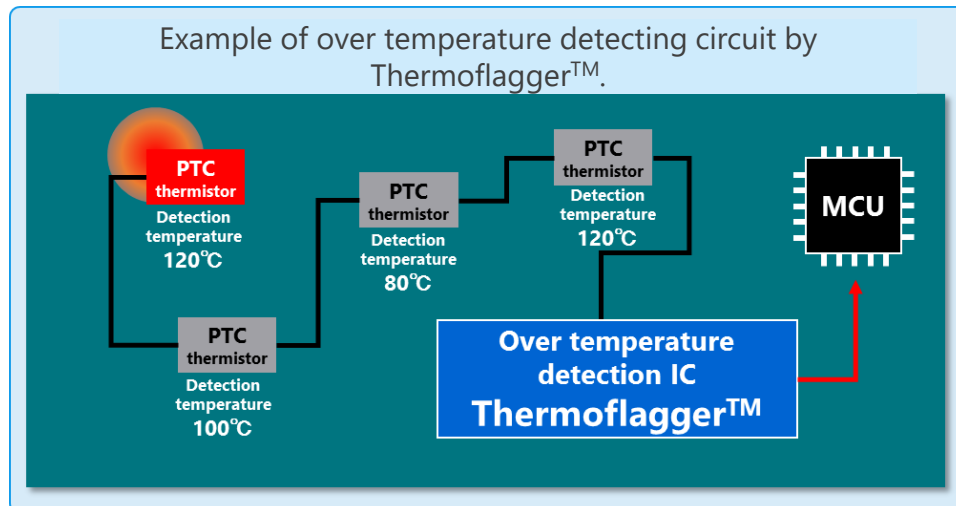 Example of over temperature detecting circuit by
Thermoflagger™.
PTC
thermistor
Detection
temperature
120℃
PTC
thermistor
Detection
temperature
100℃
PTC
thermistor
Detection
temperature
80℃
PTC
thermistor
Detection
temperature
120℃
MCU
Over temperature
detection IC
Thermoflagger™